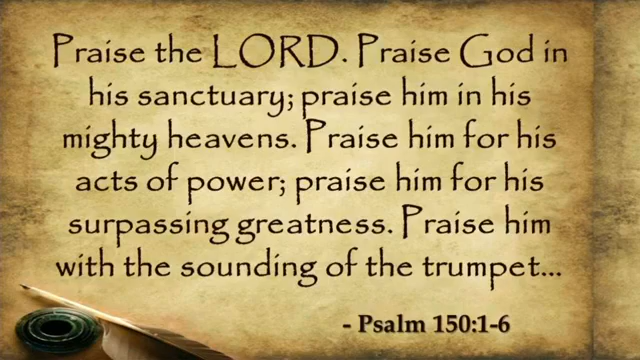 Praise the LORD. Praise God in
his sanctuary; praise him in his
mighty heavens. Praise him for his
acts of power; praise him for his
surpassing greatness. Praise him
with the sounding of the trumpet...
- Psalm 150:1-6